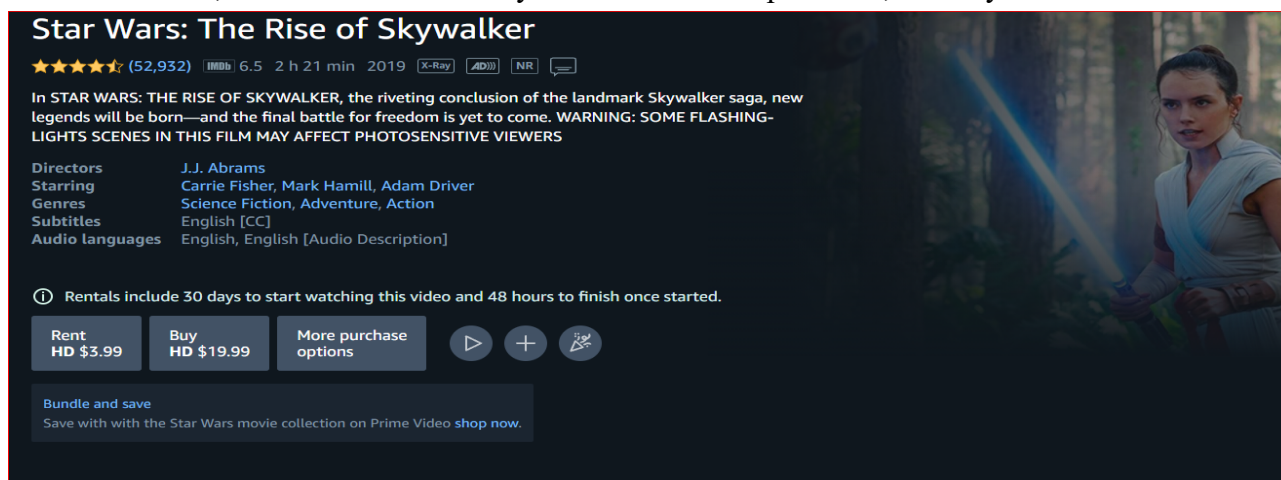 Star Wars: The Rise of Skywalker
(52,932) IMDb 6.5 2 h 21 min 2019 X-Ray AD))) NR
In STAR WARS: THE RISE OF SKYWALKER, the riveting conclusion of the landmark Skywalker saga, new
legends will be born—and the final battle for freedom is yet to come. WARNING: SOME FLASHING-
LIGHTS SCENES IN THIS FILM MAY AFFECT PHOTOSENSITIVE VIEWERS
Directors J.J. Abrams
Starring Carrie Fisher, Mark Hamill, Adam Driver
Genres Science Fiction, Adventure, Action
Subtitles English [CC]
Audio languages English, English [Audio Description]
Rentals include 30 days to start watching this video and 48 hours to finish once started.
Rent Buy More purchase
HD $3.99 HD $19.99 options
Bundle and save
Save with with the Star Wars movie collection on Prime Video shop now.